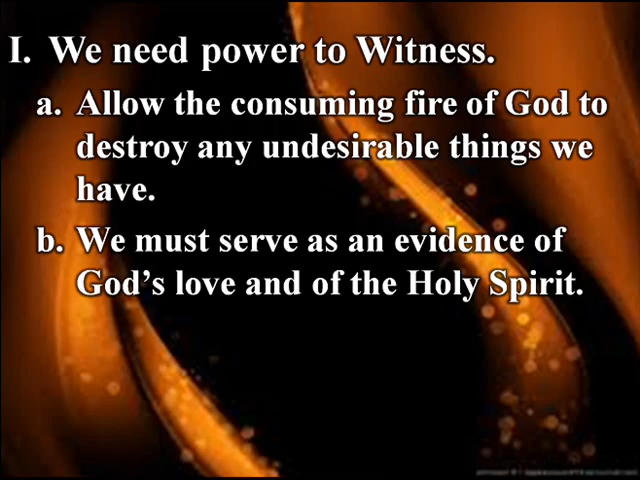 I. We need power to Witness.
a. Allow the consuming fire of God to
destroy any undesirable things we
have.
b. We must serve as an evidence of
God's love and of the Holy Spirit.